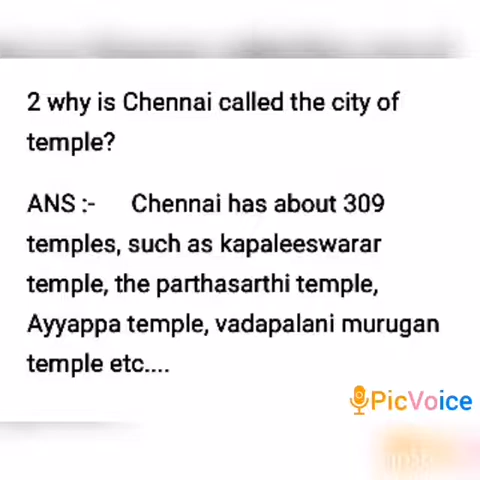 2 why is Chennai called the city of
temple?
ANS :- Chennai has about 309
temples, such as kapaleeswarar
temple, the parthasarthi temple,
Ayyappa temple, vadapalani murugan
temple etc....
PicVoice